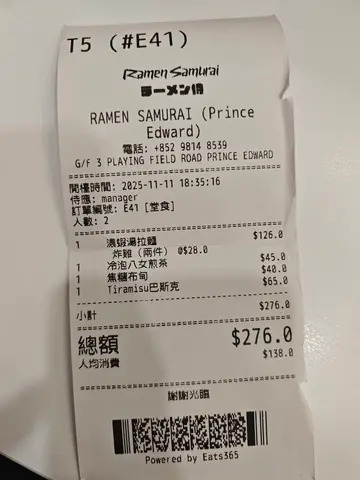 T5 (#E41)
Ramen Samurai
ラーメン侍
RAMEN SAMURAI (Prince
Edward)
電話: +852 9814 8539
G/F 3 PLAYING FIELD ROAD PRINCE EDWARD
開檯時間: 2025-11-11 18:35:16
侍應: manager
訂單編號: E41 [堂食]
人數: 2
1 濃蝦湯拉麵 $126.0
炸雞 (兩件) @$28.0
1 冷泡八女煎茶 $45.0
1 焦糖布甸 $40.0
1 Tiramisu巴斯克 $65.0
小計 $276.0
總額 $276.0
人均消費 $138.0
謝謝光臨
Powered by Eats365